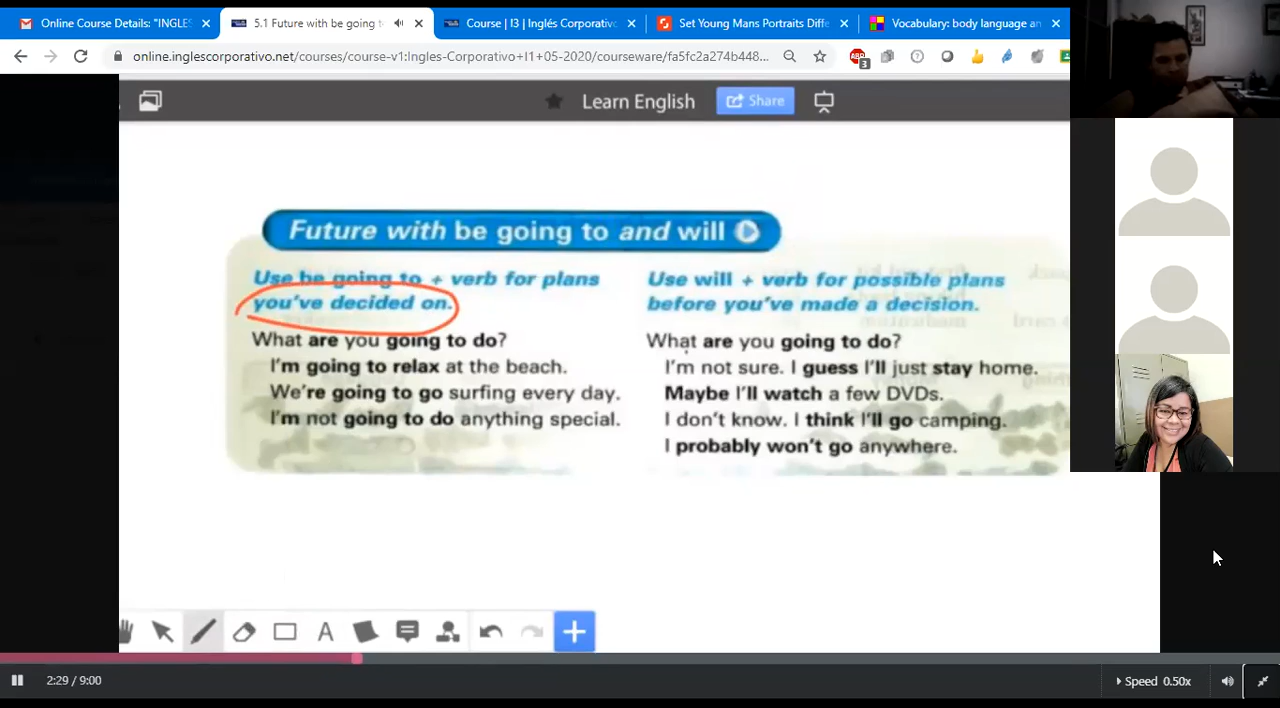 Online Course Details: "INGLES
5.1 Future with be going t
Course | I3 | Inglés Corporativ
Set Young Mans Portraits Diffe
Vocabulary: body language an
online.inglescorporativo.net/courses/course-v1:Ingles-Corporativo+I1+05-2020/courseware/fa5fc2a274b448...
3
Learn English
Share
Future with be going to and will
Use be going to + verb for plans
you've decided on.
What are you going to do?
I'm going to relax at the beach.
We're going to go surfing every day.
I'm not going to do anything special.
Use will + verb for possible plans
before you've made a decision.
What are you going to do?
I'm not sure. I guess I'll just stay home.
Maybe I'll watch a few DVDs.
I don't know. I think I'll go camping.
I probably won't go anywhere.
A
2:29 / 9:00
Speed 0.50x